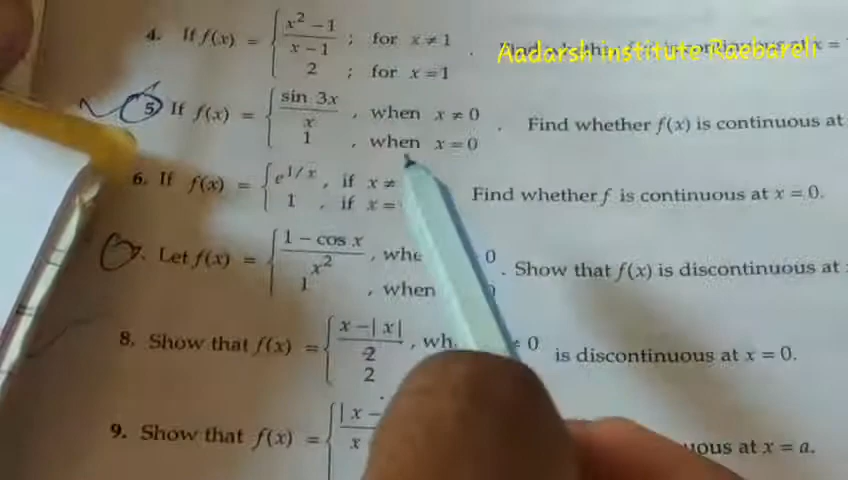 4. If f(x) = { x² − 1 / x − 1 ; for x ≠ 1
2 ; for x = 1 .
Aadarsh institute Raebareli
5 If f(x) = { sin 3x / x , when x ≠ 0
1 , when x = 0 . Find whether f(x) is continuous at
6. If f(x) = { e^1/x , if x ≠
1 , if x = Find whether f is continuous at x = 0.
7. Let f(x) = { 1 − cos x / x² , whe 0
1 , when . Show that f(x) is discontinuous at
8. Show that f(x) = { x − | x | / 2 , wh ≠ 0
2 is discontinuous at x = 0.
9. Show that f(x) = { | x − / x uous at x = a.